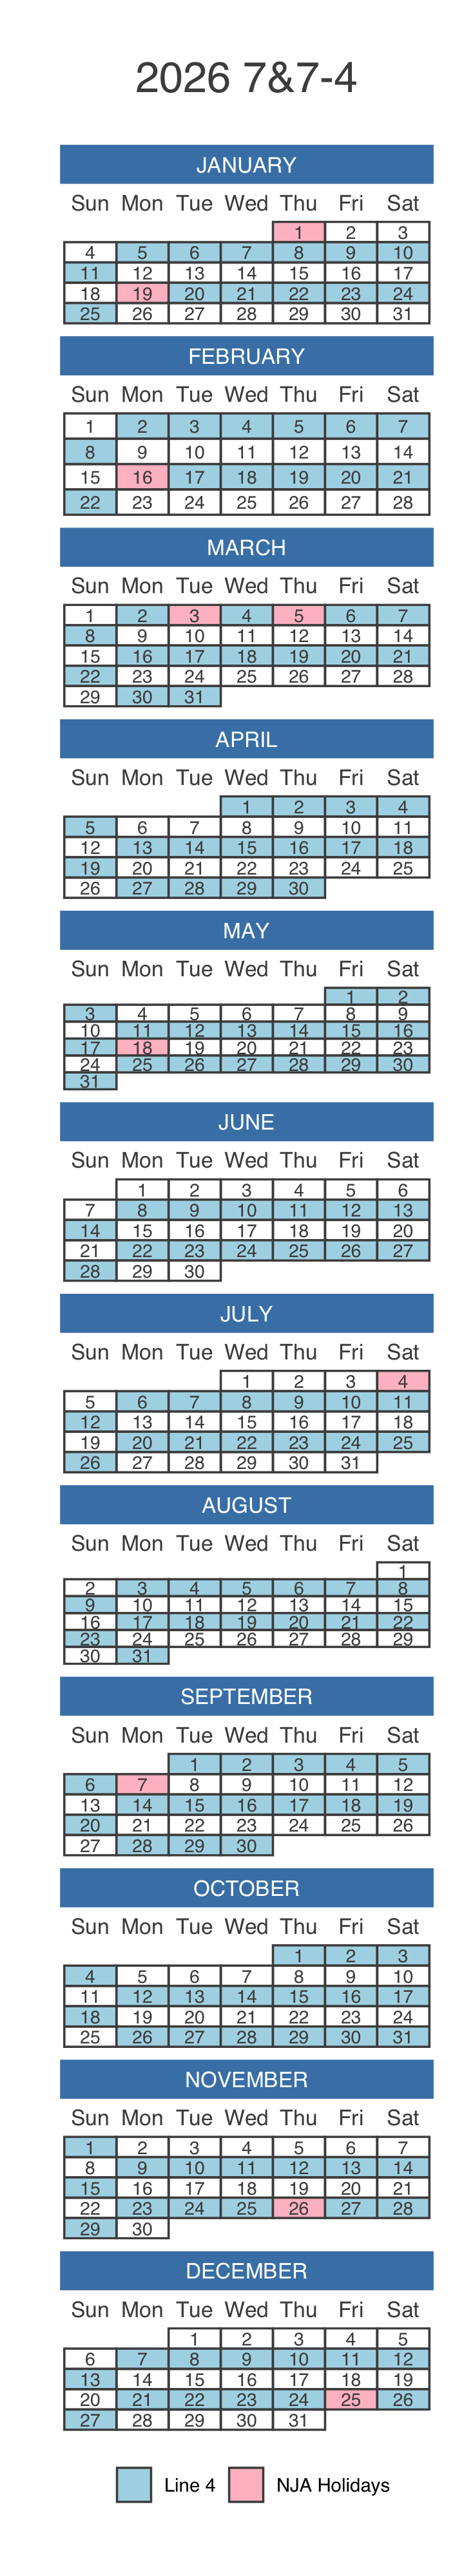 2026 7&7-4
JANUARY
Sun Mon Tue Wed Thu Fri Sat
1 2 3
4 5 6 7 8 9 10
11 12 13 14 15 16 17
18 19 20 21 22 23 24
25 26 27 28 29 30 31
FEBRUARY
Sun Mon Tue Wed Thu Fri Sat
1 2 3 4 5 6 7
8 9 10 11 12 13 14
15 16 17 18 19 20 21
22 23 24 25 26 27 28
MARCH
Sun Mon Tue Wed Thu Fri Sat
1 2 3 4 5 6 7
8 9 10 11 12 13 14
15 16 17 18 19 20 21
22 23 24 25 26 27 28
29 30 31
APRIL
Sun Mon Tue Wed Thu Fri Sat
1 2 3 4
5 6 7 8 9 10 11
12 13 14 15 16 17 18
19 20 21 22 23 24 25
26 27 28 29 30
MAY
Sun Mon Tue Wed Thu Fri Sat
1 2
3 4 5 6 7 8 9
10 11 12 13 14 15 16
17 18 19 20 21 22 23
24 25 26 27 28 29 30
31
JUNE
Sun Mon Tue Wed Thu Fri Sat
1 2 3 4 5 6
7 8 9 10 11 12 13
14 15 16 17 18 19 20
21 22 23 24 25 26 27
28 29 30
JULY
Sun Mon Tue Wed Thu Fri Sat
1 2 3 4
5 6 7 8 9 10 11
12 13 14 15 16 17 18
19 20 21 22 23 24 25
26 27 28 29 30 31
AUGUST
Sun Mon Tue Wed Thu Fri Sat
1
2 3 4 5 6 7 8
9 10 11 12 13 14 15
16 17 18 19 20 21 22
23 24 25 26 27 28 29
30 31
SEPTEMBER
Sun Mon Tue Wed Thu Fri Sat
1 2 3 4 5
6 7 8 9 10 11 12
13 14 15 16 17 18 19
20 21 22 23 24 25 26
27 28 29 30
OCTOBER
Sun Mon Tue Wed Thu Fri Sat
1 2 3
4 5 6 7 8 9 10
11 12 13 14 15 16 17
18 19 20 21 22 23 24
25 26 27 28 29 30 31
NOVEMBER
Sun Mon Tue Wed Thu Fri Sat
1 2 3 4 5 6 7
8 9 10 11 12 13 14
15 16 17 18 19 20 21
22 23 24 25 26 27 28
29 30
DECEMBER
Sun Mon Tue Wed Thu Fri Sat
1 2 3 4 5
6 7 8 9 10 11 12
13 14 15 16 17 18 19
20 21 22 23 24 25 26
27 28 29 30 31
Line 4 NJA Holidays